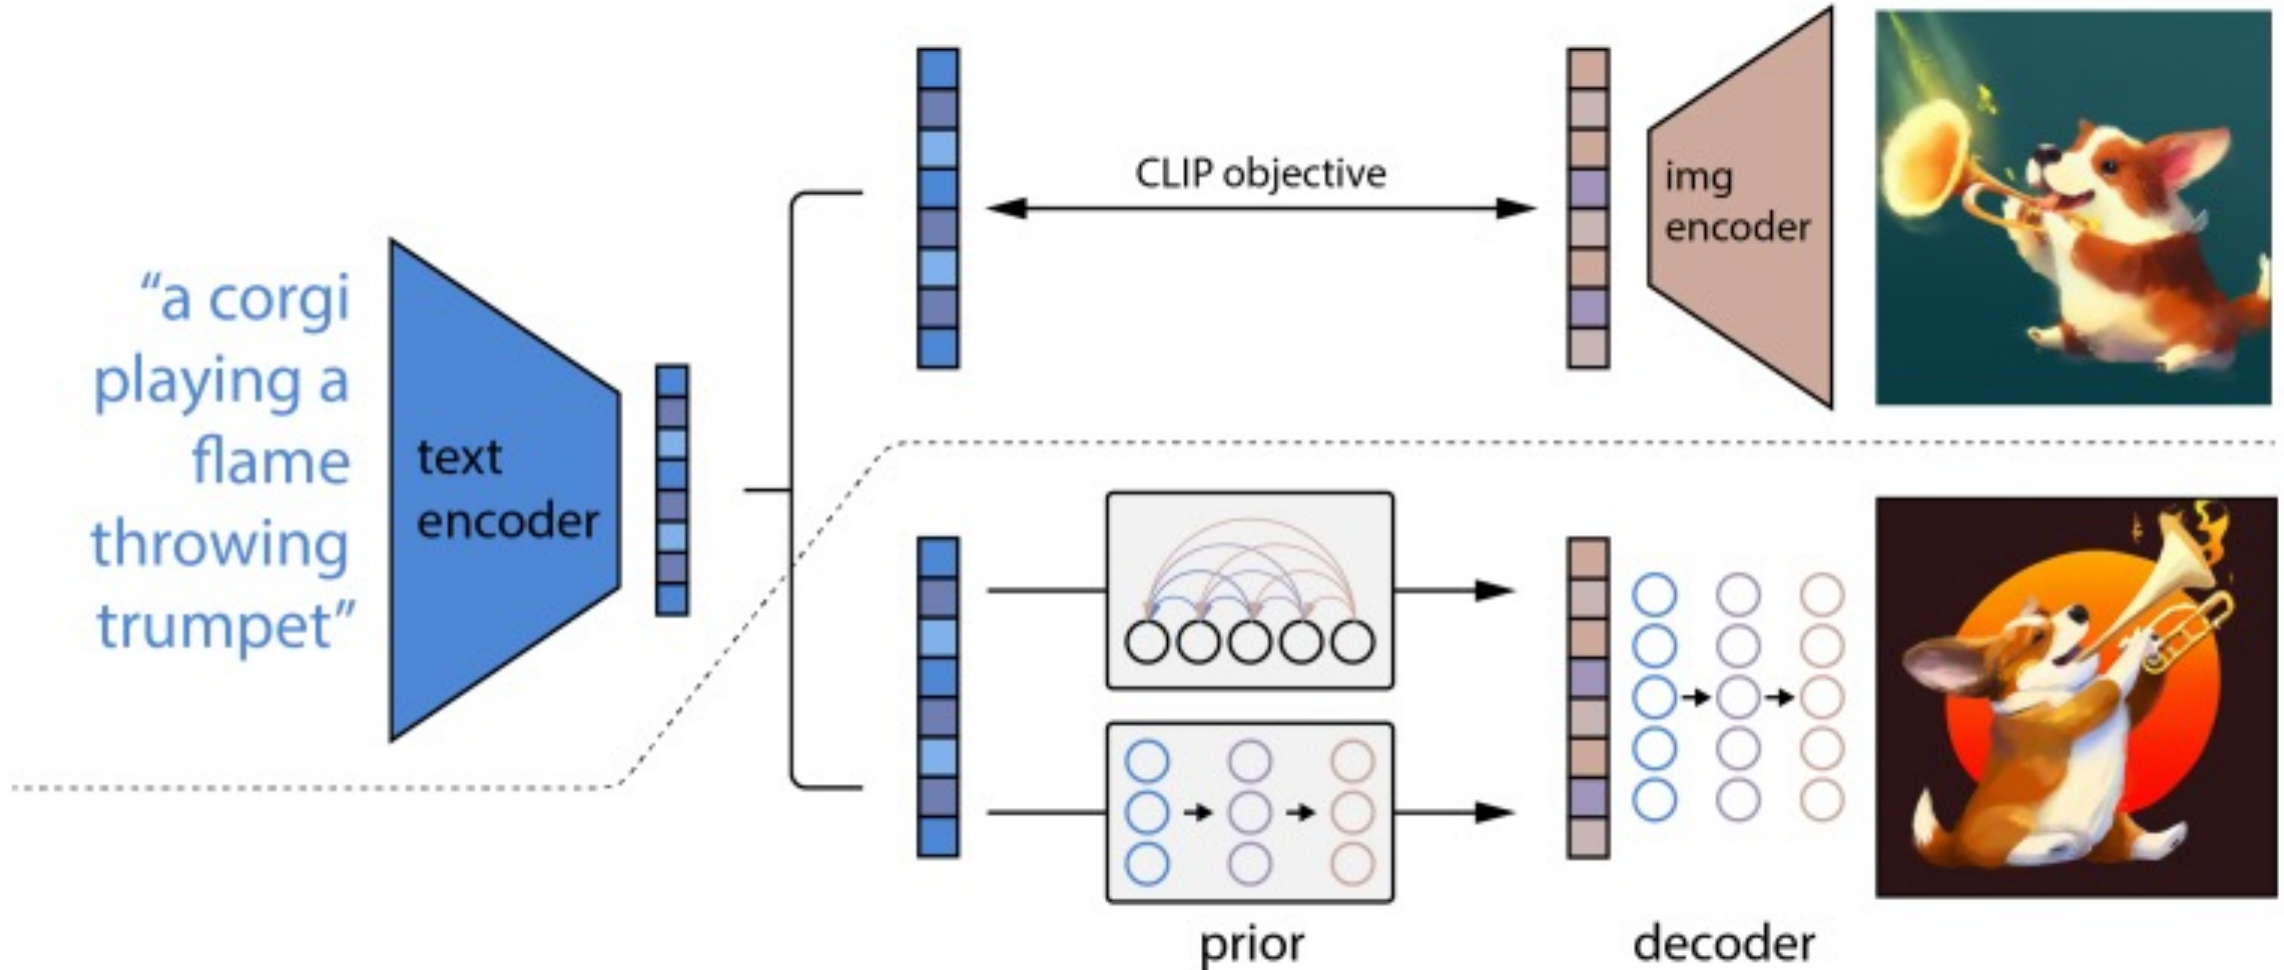 “a corgi
playing a
flame
throwing
trumpet”
text
encoder
CLIP objective
img
encoder
prior
decoder